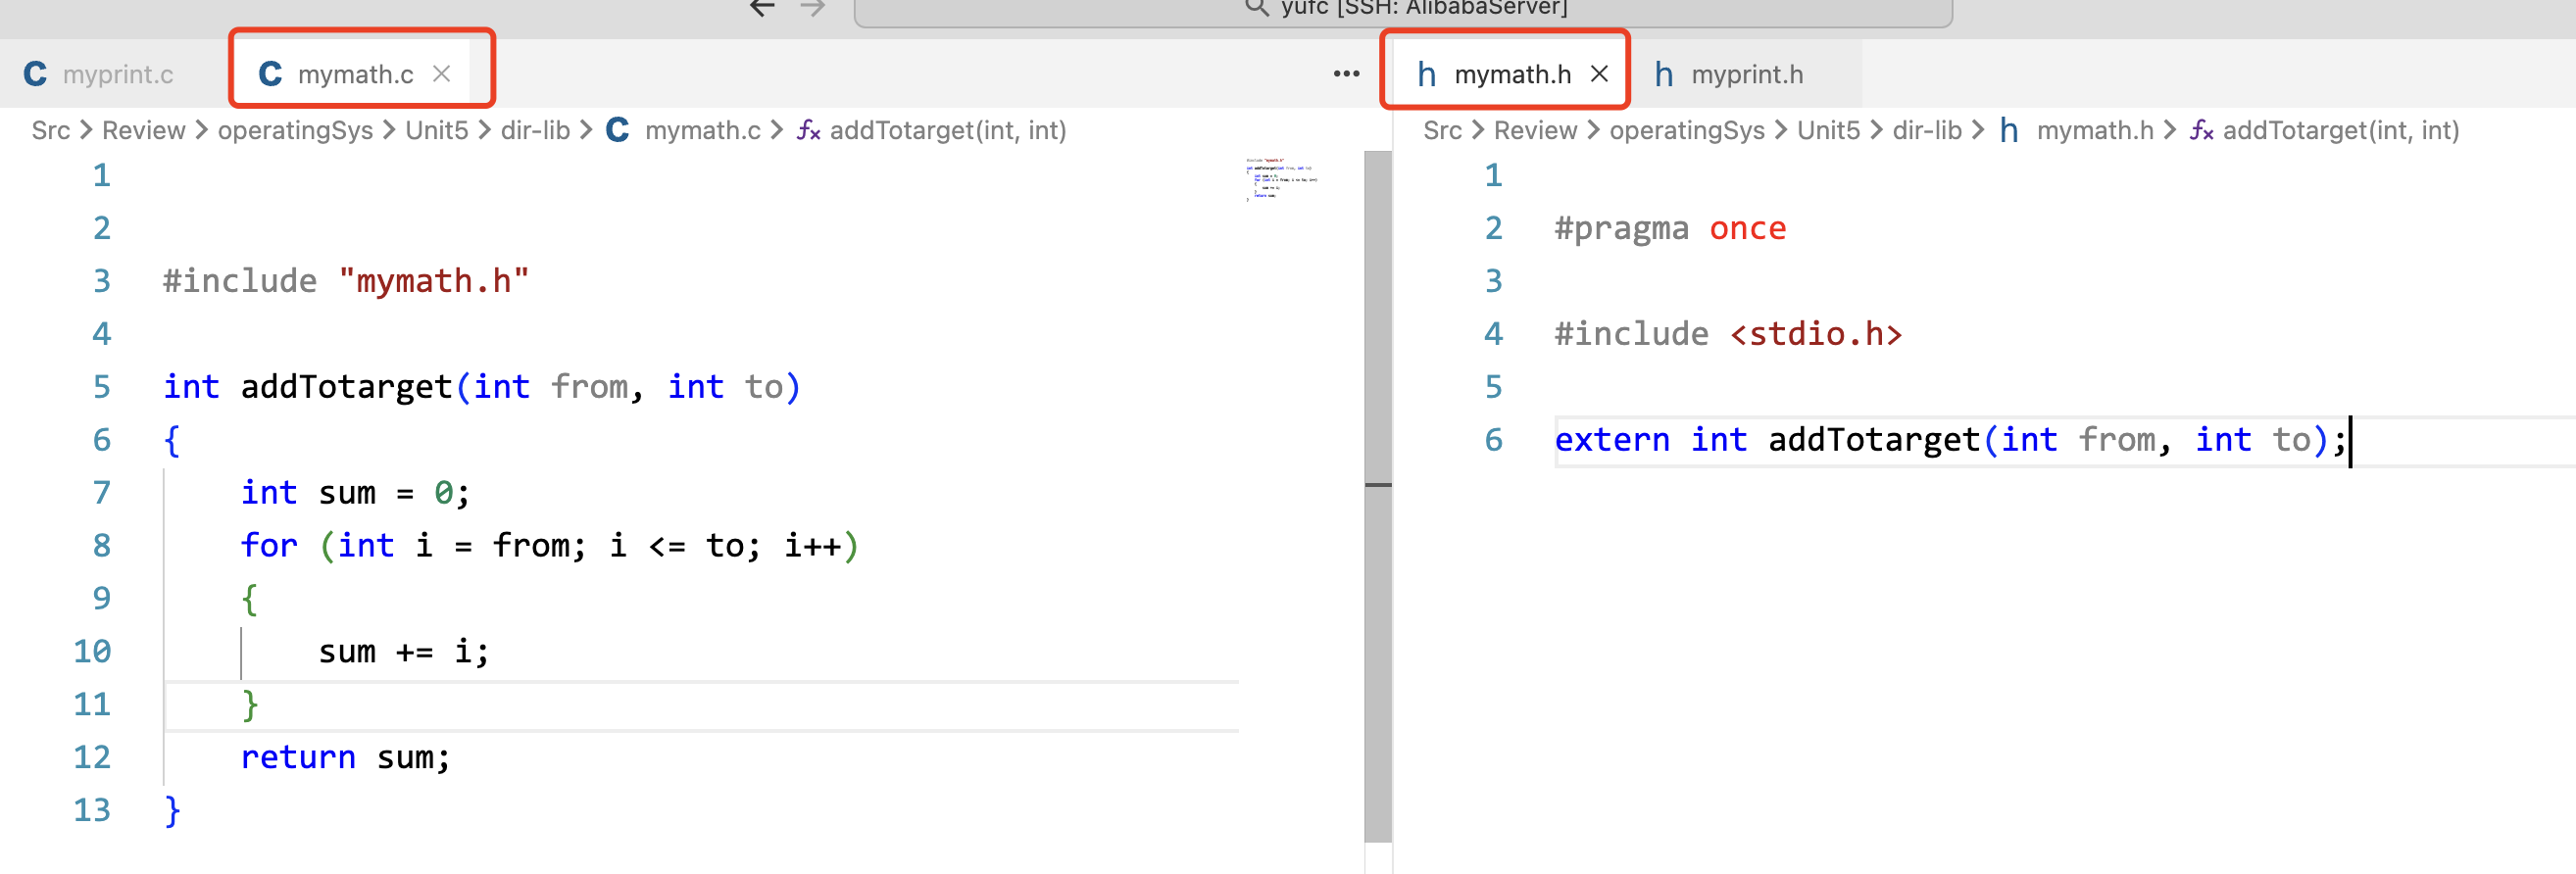 yufc [SSH: AlibabaServer]
C myprint.c
C mymath.c
h mymath.h
h myprint.h
Src > Review > operatingSys > Unit5 > dir-lib > C mymath.c > fx addTotarget(int, int)
1
2
3 #include "mymath.h"
4
5 int addTotarget(int from, int to)
6 {
7 int sum = 0;
8 for (int i = from; i <= to; i++)
9 {
10 sum += i;
11 }
12 return sum;
13 }
Src > Review > operatingSys > Unit5 > dir-lib > h mymath.h > fx addTotarget(int, int)
1
2 #pragma once
3
4 #include <stdio.h>
5
6 extern int addTotarget(int from, int to);